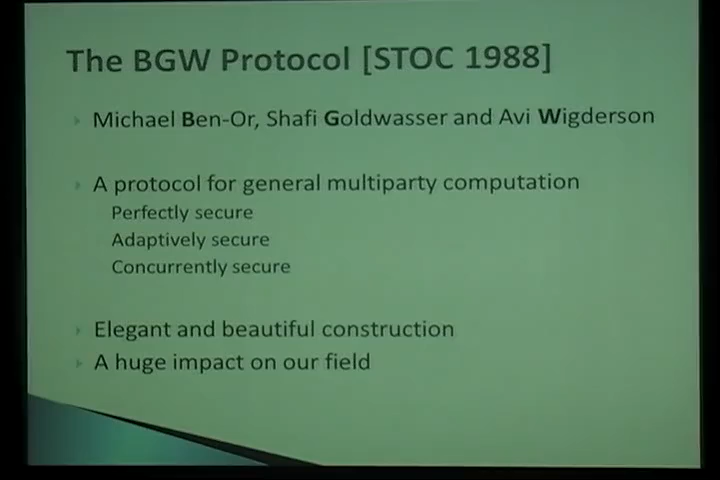 The BGW Protocol [STOC 1988]
Michael Ben-Or, Shafi Goldwasser and Avi Wigderson
A protocol for general multiparty computation
Perfectly secure
Adaptively secure
Concurrently secure
Elegant and beautiful construction
A huge impact on our field